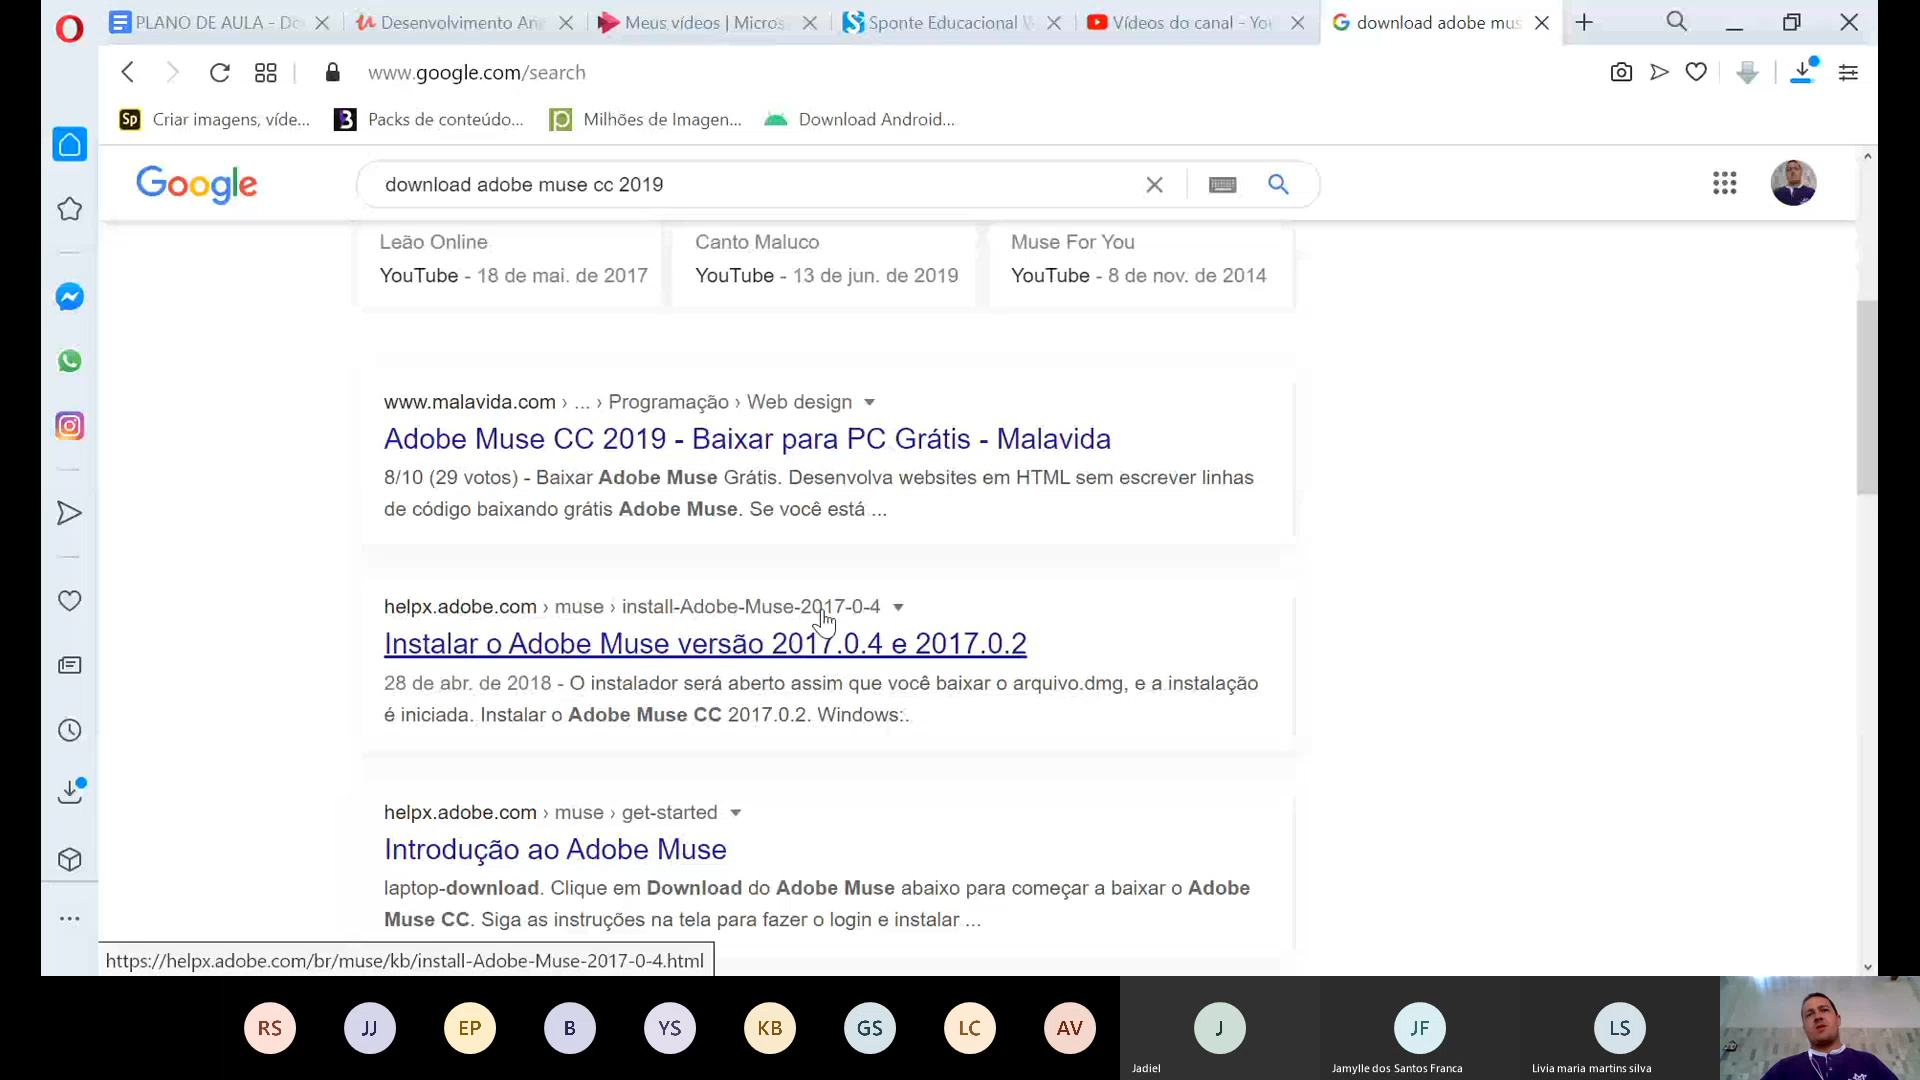 PLANO DE AULA - Do
Desenvolvimento An
Meus vídeos | Micros
Sponte Educacional W
Vídeos do canal - You
download adobe mus
www.google.com/search
Sp
Criar imagens, víde...
Packs de conteúdo...
Milhões de Imagen...
Download Android...
Google
download adobe muse cc 2019
Leão Online
YouTube - 18 de mai. de 2017
Canto Maluco
YouTube - 13 de jun. de 2019
Muse For You
YouTube - 8 de nov. de 2014
www.malavida.com › ... › Programação › Web design
Adobe Muse CC 2019 - Baixar para PC Grátis - Malavida
8/10 (29 votos) - Baixar Adobe Muse Grátis. Desenvolva websites em HTML sem escrever linhas
de código baixando grátis Adobe Muse. Se você está ...
helpx.adobe.com › muse › install-Adobe-Muse-2017-0-4
Instalar o Adobe Muse versão 2017.0.4 e 2017.0.2
28 de abr. de 2018 - O instalador será aberto assim que você baixar o arquivo.dmg, e a instalação
é iniciada. Instalar o Adobe Muse CC 2017.0.2. Windows:.
helpx.adobe.com › muse › get-started
Introdução ao Adobe Muse
laptop-download. Clique em Download do Adobe Muse abaixo para começar a baixar o Adobe
Muse CC. Siga as instruções na tela para fazer o login e instalar ...
https://helpx.adobe.com/br/muse/kb/install-Adobe-Muse-2017-0-4.html
RS
JJ
EP
B
YS
KB
GS
LC
AV
J
JF
LS
Jadiel
Jamylle dos Santos Franca
Livia maria martins silva